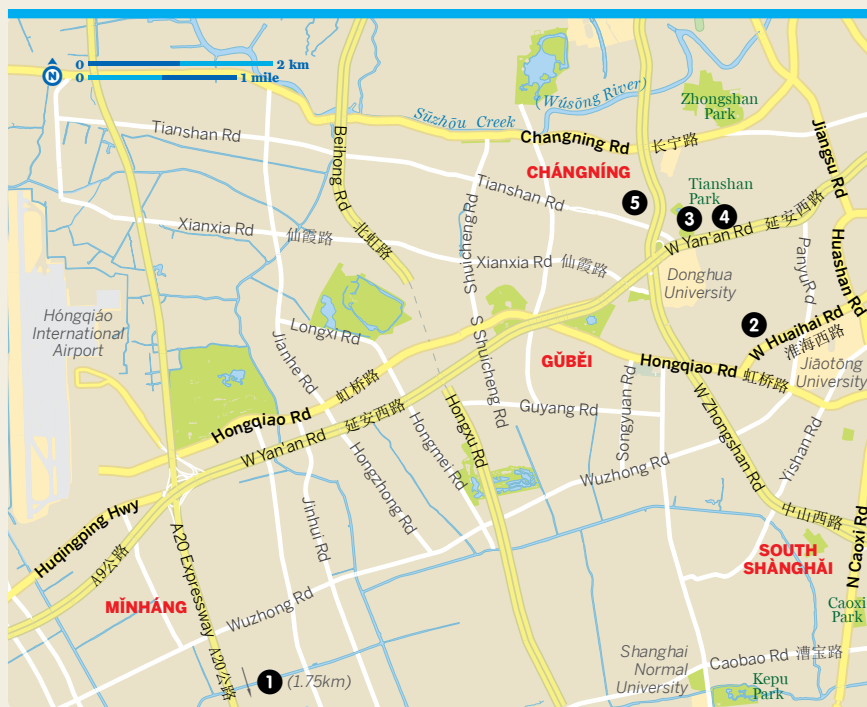 0 2 km
N
0 1 mile
Tianshan Rd
Beihong Rd
北虹路
Sūzhōu Creek
(Wúsōng River)
Zhongshan
Park
Changning Rd 长宁路
Jiangsu Rd
CHÁNGNÍNG
Tianshan Rd
Tianshan
Park
5
3
4
W Yan'an Rd 延安西路
Xianxia Rd 仙霞路
Shuicheng Rd
Xianxia Rd 仙霞路
Donghua
University
Panyu Rd
Huashan Rd
Hóngqiáo
International
Airport
Longxi Rd
2
W Huaihai Rd
淮海西路
Jiāotōng
University
Jianhe Rd
虹桥路
S Shuicheng Rd
GǓBĚI
Hongqiao Rd 虹桥路
Hongqiao Rd
W Yan'an Rd 延安西路
Hongmei Rd
Hongxu Rd
Guyang Rd
Songyuan Rd
W Zhongshan Rd
中山西路
Yishan Rd
Wuzhong Rd
Hongzhong Rd
Jinhui Rd
Huqingping Hwy
A9公路
A20 Expressway A20公路
MǏNHÁNG
Wuzhong Rd
SOUTH
SHÀNGHǍI
N Caoxi Rd
Caoxi
Park
1 (1.75km)
Shanghai
Normal
University
Caobao Rd 漕宝路
Kepu
Park